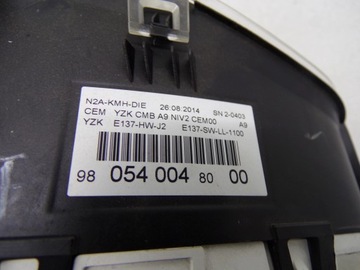 N2A-KMH-DIE 26.08.2014 SN 2-0403
CEM YZK CMB A9 NIV2 CEM00 A9
YZK E137-HW-J2 E137-SW-LL-1100
98 054 004 80 00